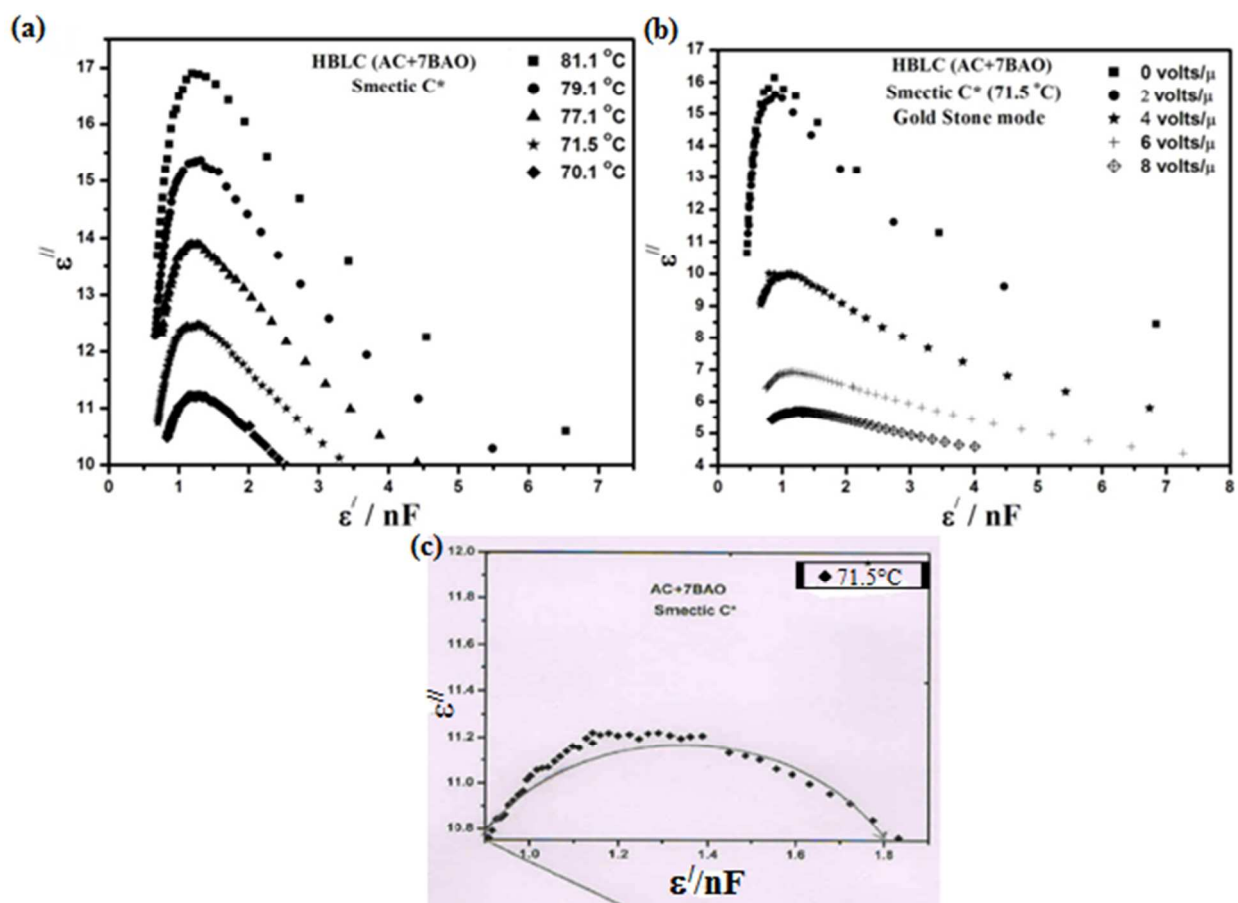 (a)
HBLC (AC+7BAO)
Smectic C*
81.1 °C
79.1 °C
77.1 °C
71.5 °C
70.1 °C
17
16
15
14
13
12
11
10
ε//
0 1 2 3 4 5 6 7
ε/ / nF
(b)
HBLC (AC+7BAO)
Smectic C* (71.5 °C)
Gold Stone mode
0 volts/μ
2 volts/μ
4 volts/μ
6 volts/μ
8 volts/μ
17
16
15
14
13
12
11
10
9
8
7
6
5
4
ε//
0 1 2 3 4 5 6 7 8
ε/ / nF
(c)
71.5°C
AC+7BAO
Smectic C*
12.0
11.8
11.6
11.4
11.2
11.0
10.8
ε//
1.0 1.2 1.4 1.6 1.8
ε//nF